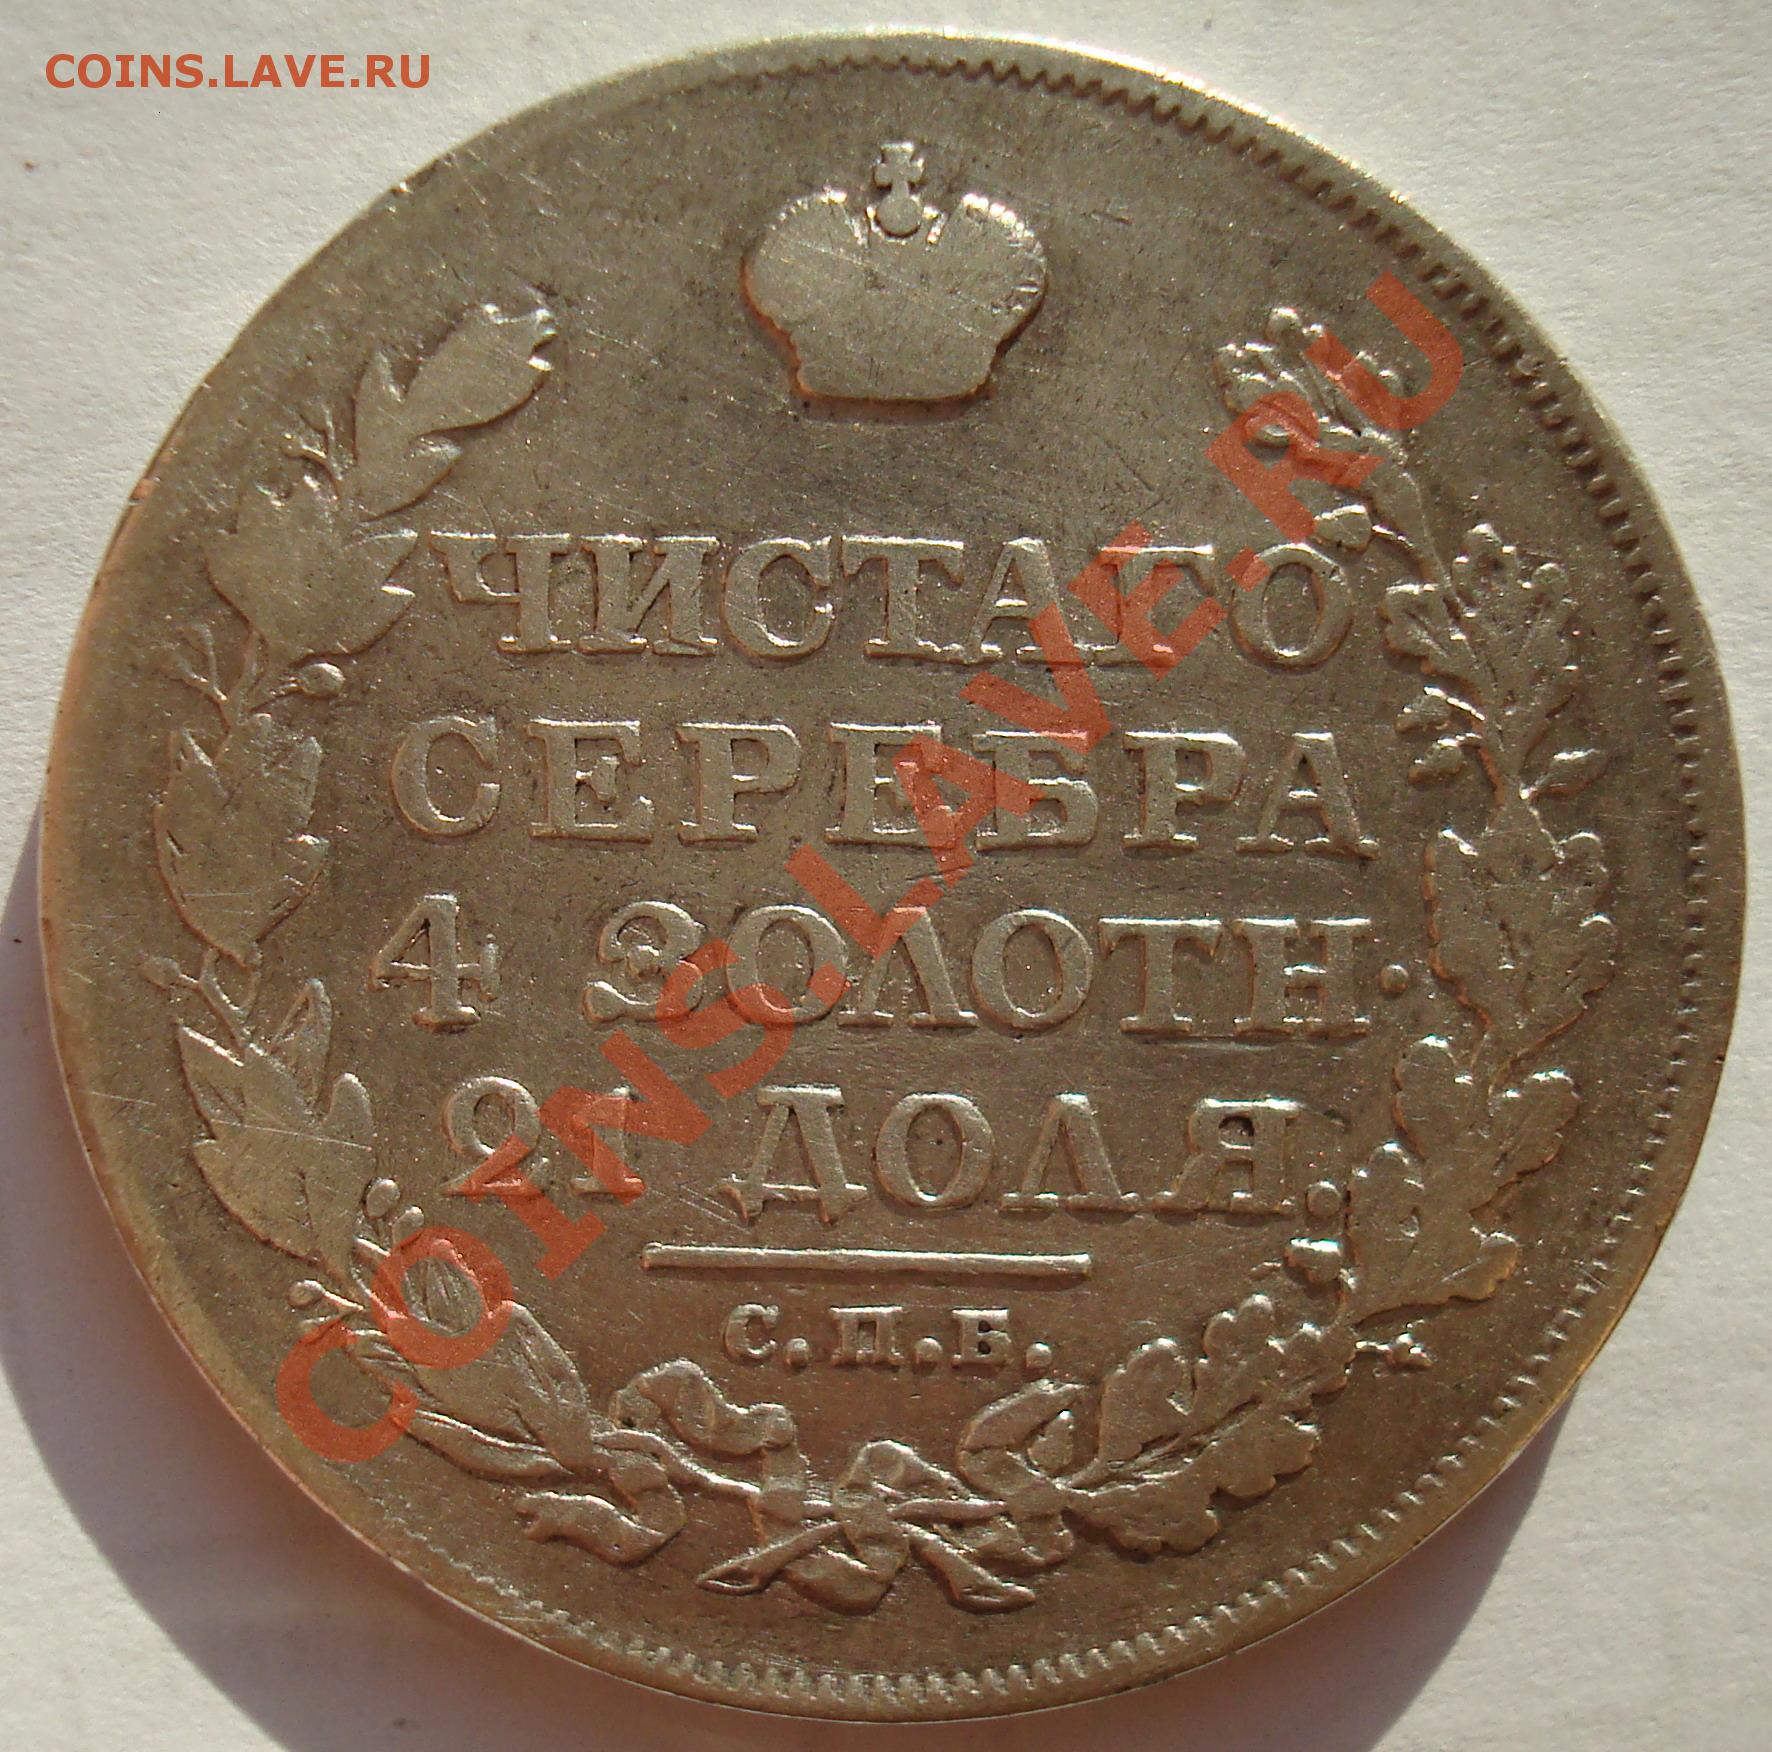 COINS.LAVE.RU
ЧИСТАГО
СЕРЕБРА
4 ЗОЛОТН.
21 ДОЛЯ.
С.П.Б.
COINS.LAVE.RU